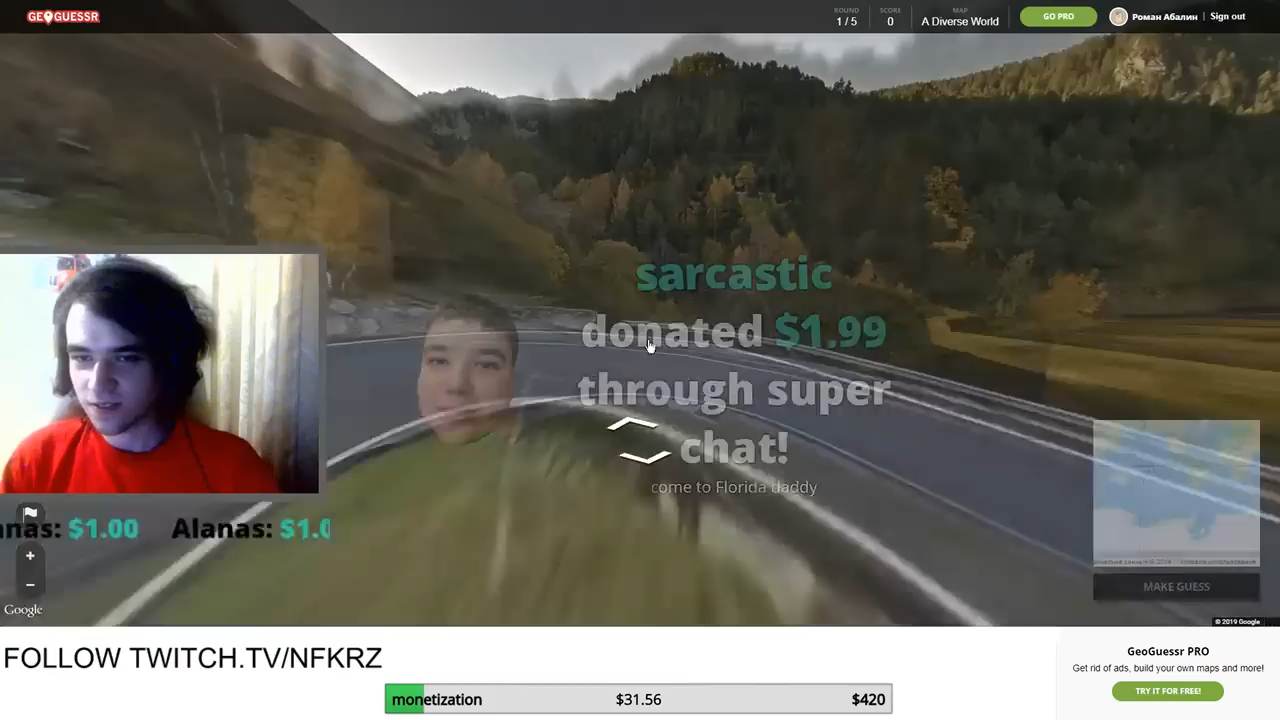 GEOGUESSR
ROUND
1 / 5
SCORE
0
MAP
A Diverse World
GO PRO
Роман Абалин
Sign out
sarcastic
donated $1.99
through super
chat!
come to Florida daddy
anas: $1.00 Alanas: $1.0
Google
MAKE GUESS
© 2019 Google
FOLLOW TWITCH.TV/NFKRZ
monetization $31.56 $420
GeoGuessr PRO
Get rid of ads, build your own maps and more!
TRY IT FOR FREE!